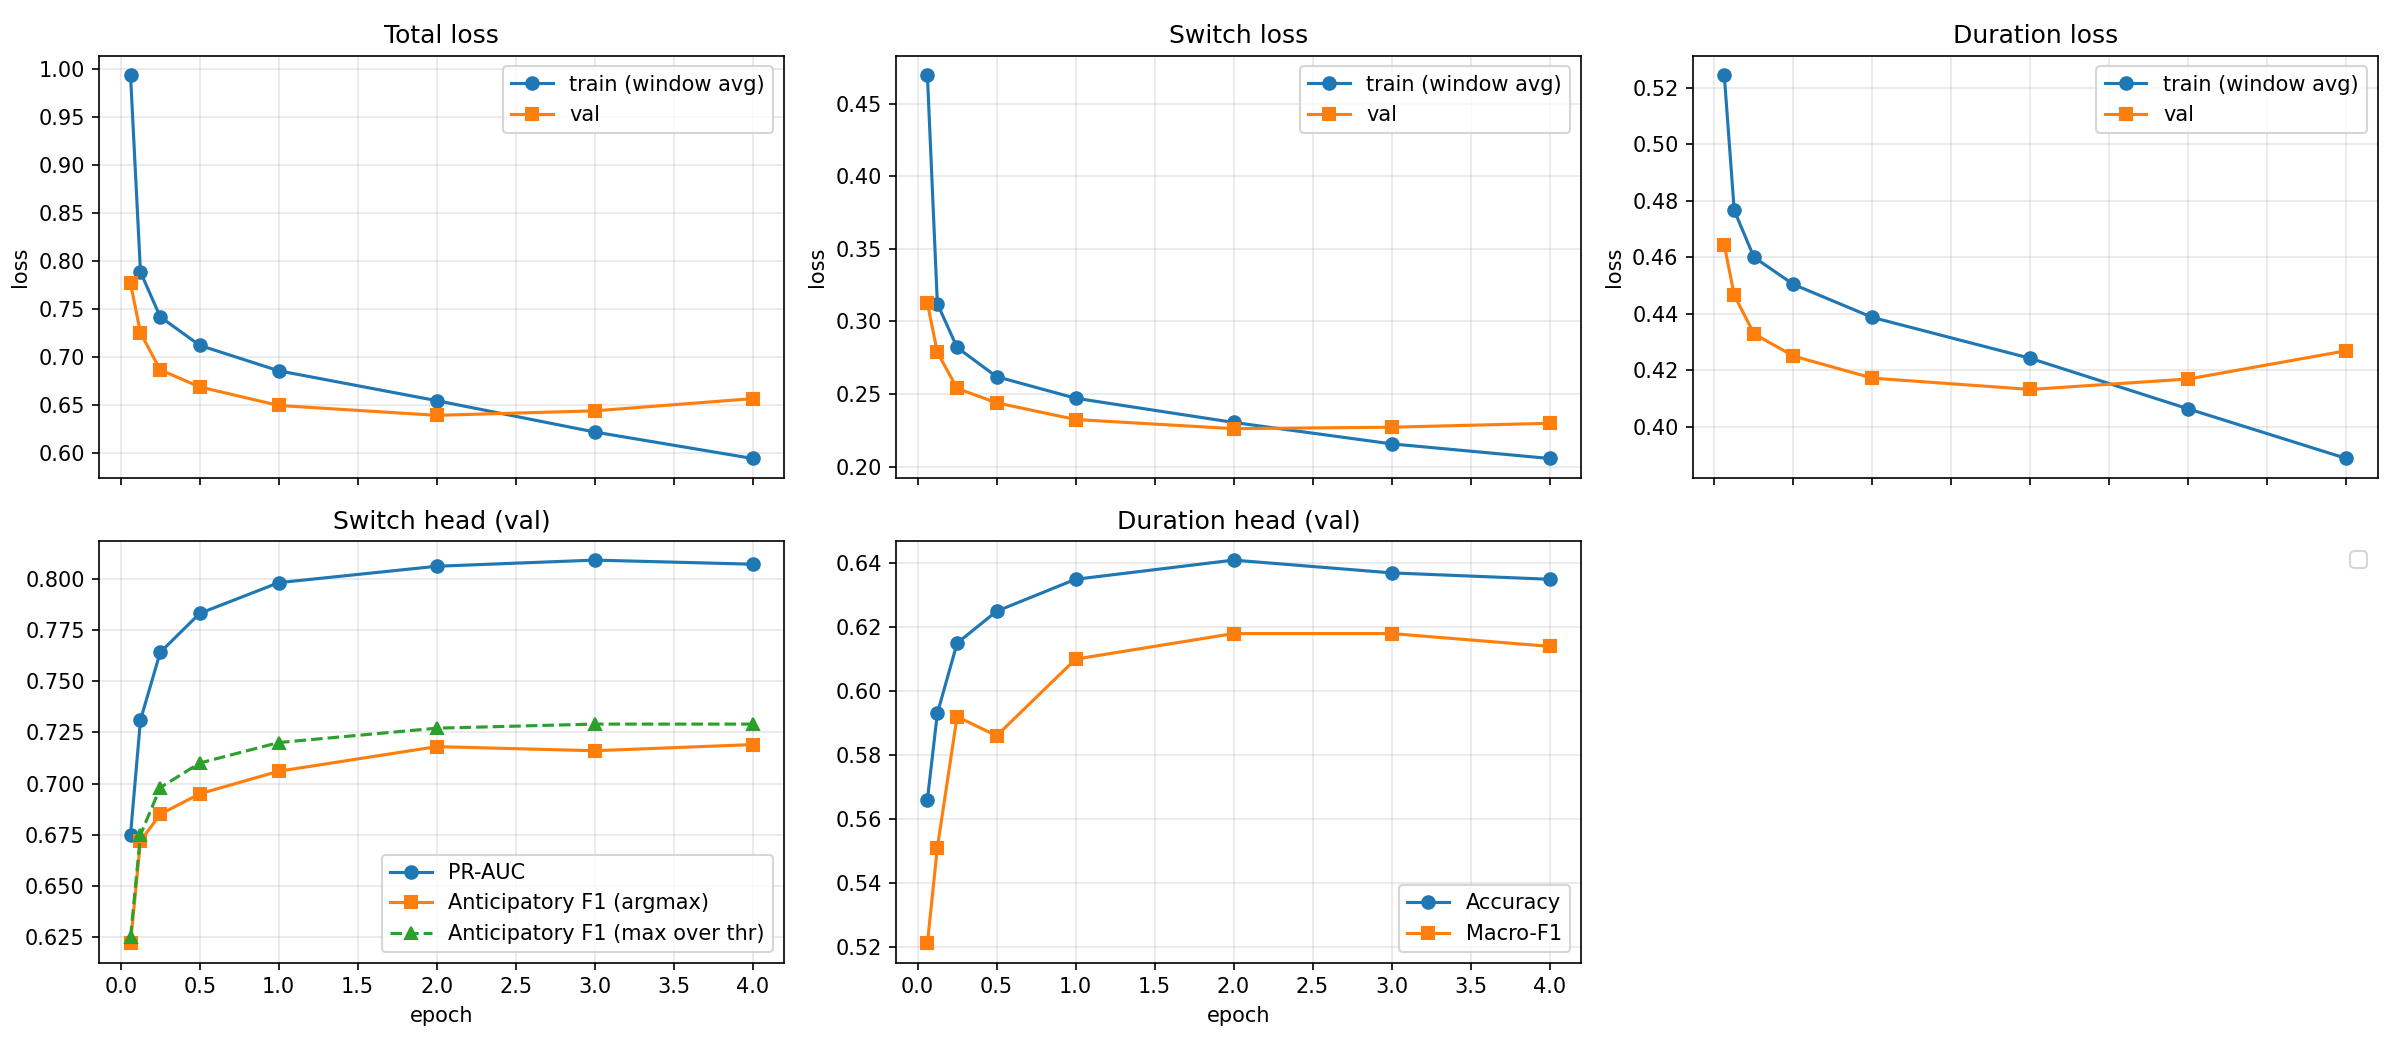 Total loss
1.00
0.95
0.90
0.85
0.80
0.75
0.70
0.65
0.60
loss
train (window avg)
val
Switch loss
0.45
0.40
0.35
0.30
0.25
0.20
loss
train (window avg)
val
Duration loss
0.52
0.50
0.48
0.46
0.44
0.42
0.40
loss
train (window avg)
val
Switch head (val)
0.800
0.775
0.750
0.725
0.700
0.675
0.650
0.625
PR-AUC
Anticipatory F1 (argmax)
Anticipatory F1 (max over thr)
0.0 0.5 1.0 1.5 2.0 2.5 3.0 3.5 4.0
epoch
Duration head (val)
0.64
0.62
0.60
0.58
0.56
0.54
0.52
Accuracy
Macro-F1
0.0 0.5 1.0 1.5 2.0 2.5 3.0 3.5 4.0
epoch